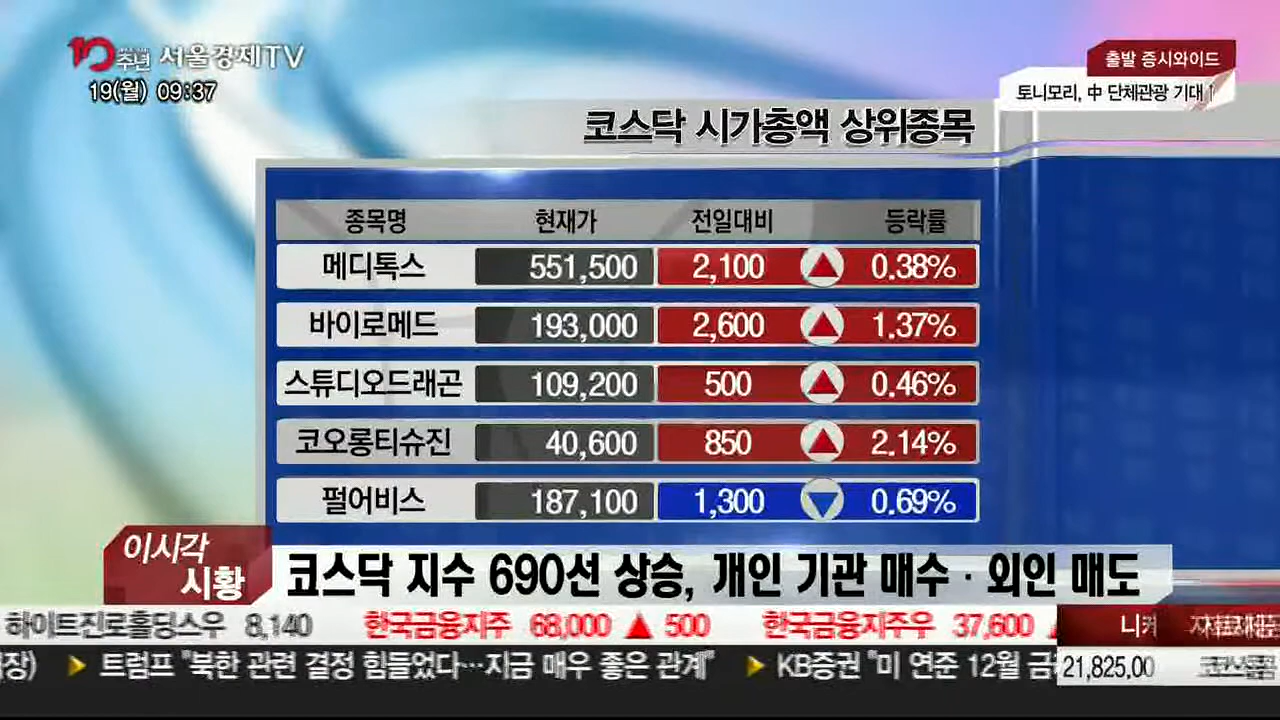 10주년 서울경제TV
19(월) 09:37
출발 증시와이드
토니모리, 中 단체관광 기대↑
코스닥 시가총액 상위종목
종목명 현재가 전일대비 등락률
메디톡스 551,500 2,100 ▲ 0.38%
바이로메드 193,000 2,600 ▲ 1.37%
스튜디오드래곤 109,200 500 ▲ 0.46%
코오롱티슈진 40,600 850 ▲ 2.14%
펄어비스 187,100 1,300 ▼ 0.69%
이시각
시황
코스닥 지수 690선 상승, 개인 기관 매수·외인 매도
하이트진로홀딩스우 8,140 한국금융지주 68,000 ▲ 500 한국금융지주우 37,600 ▲ 니케
장) ▶ 트럼프 "북한 관련 결정 힘들었다…지금 매우 좋은 관계" ▶ KB증권 "미 연준 12월 금 21,825.00